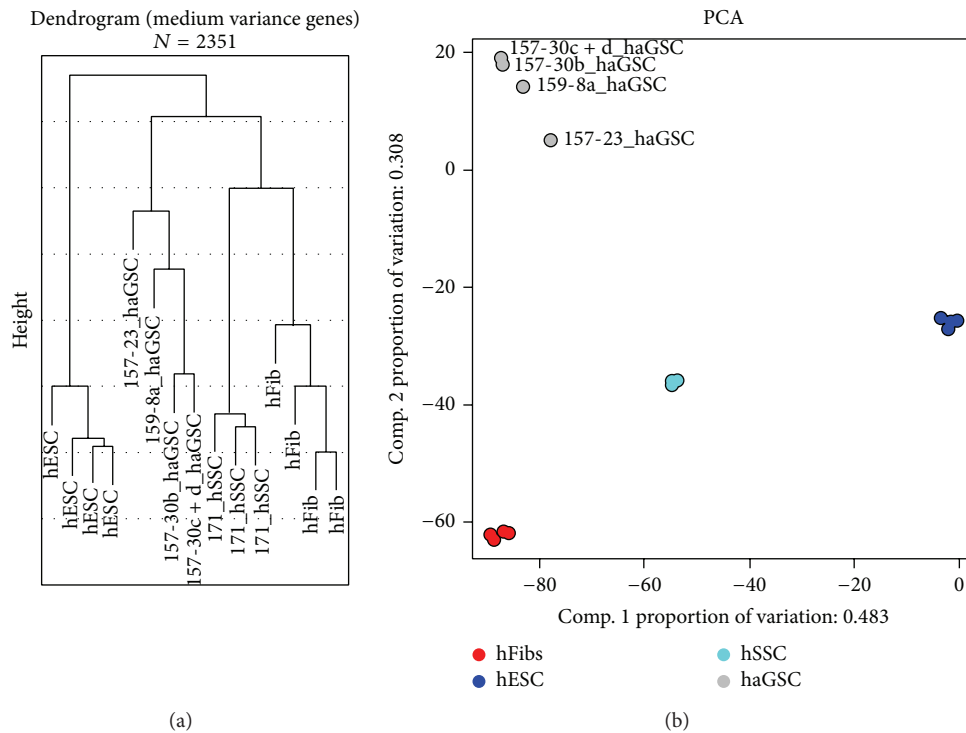 Dendrogram (medium variance genes)
N = 2351
Height
hESC
hESC
hESC
hESC
157-23_haGSC
159-8a_haGSC
157-30b_haGSC
157-30c + d_haGSC
171_hSSC
171_hSSC
171_hSSC
hFib
hFib
hFib
hFib
(a)
PCA
Comp. 2 proportion of variation: 0.308
20
0
−20
−40
−60
157-30c + d_haGSC
157-30b_haGSC
159-8a_haGSC
157-23_haGSC
−80 −60 −40 −20 0
Comp. 1 proportion of variation: 0.483
hFibs hSSC
hESC haGSC
(b)